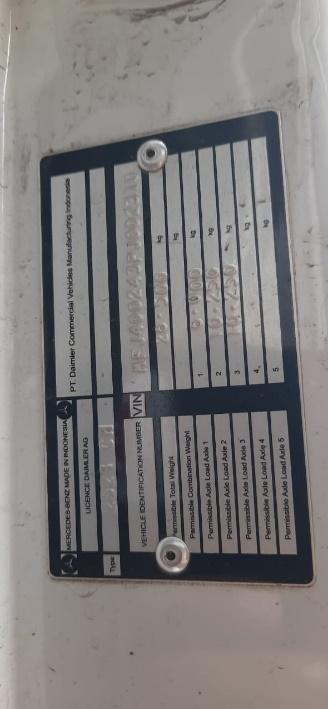 MERCEDES-BENZ MADE IN INDONESIA
PT. Daimler Commercial Vehicles Manufacturing Indonesia
LICENCE DAIMLER AG
Type
VEHICLE IDENTIFICATION NUMBER VIN
Permissible Total Weight 26.500 kg
Permissible Combination Weight kg
Permissible Axle Load Axle 1 1 kg
Permissible Axle Load Axle 2 2 10.250 kg
Permissible Axle Load Axle 3 3 10.250 kg
Permissible Axle Load Axle 4 4 kg
Permissible Axle Load Axle 5 5